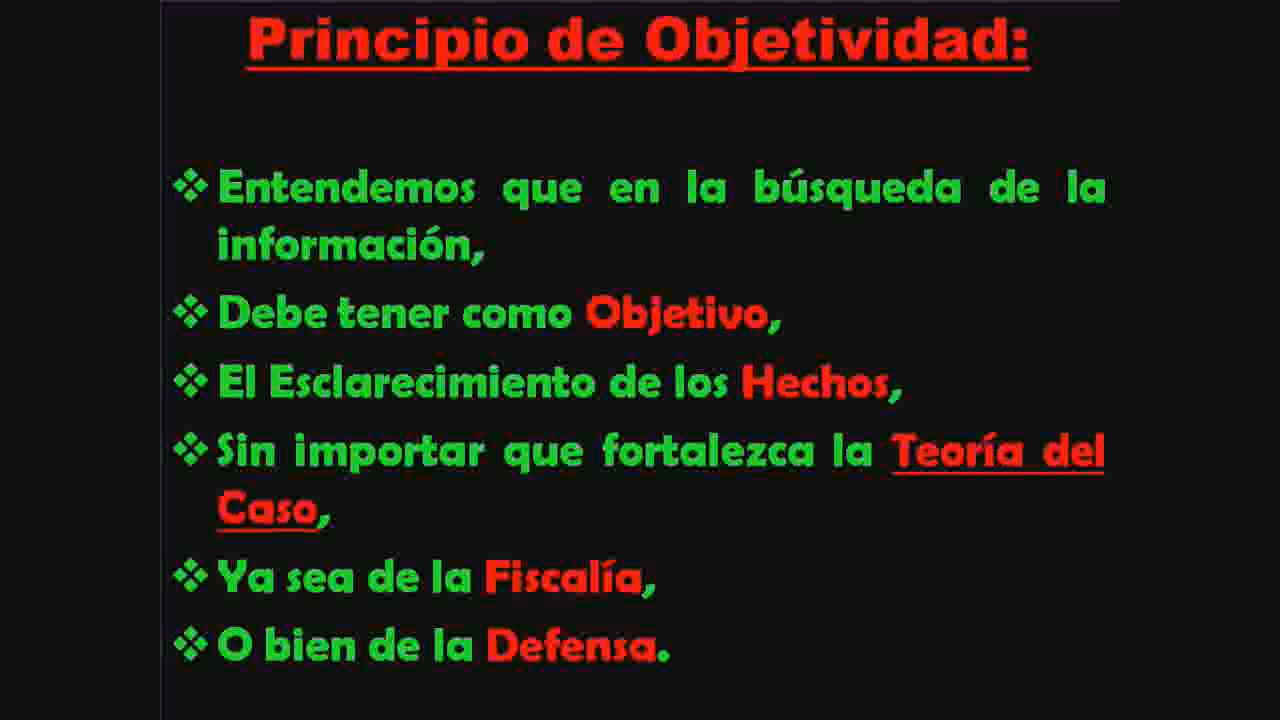 Principio de Objetividad:
❖ Entendemos que en la búsqueda de la
información,
❖ Debe tener como Objetivo,
❖ El Esclarecimiento de los Hechos,
❖ Sin importar que fortalezca la Teoría del
Caso,
❖ Ya sea de la Fiscalía,
❖ O bien de la Defensa.